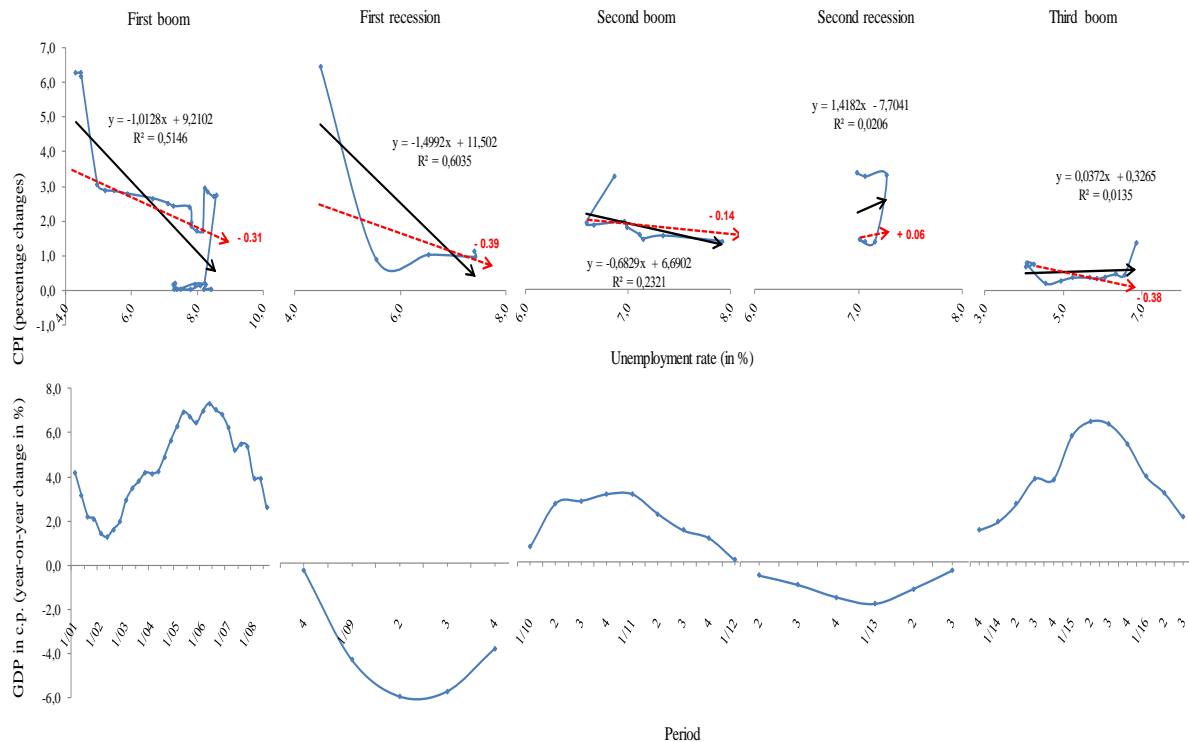 First boom
First recession
Second boom
Second recession
Third boom
CPI (percentage changes)
7,0
6,0
5,0
4,0
3,0
2,0
1,0
0,0
-1,0
y = -1,0128x + 9,2102
R² = 0,5146
- 0.31
4,0 6,0 8,0 10,0
y = -1,4992x + 11,502
R² = 0,6035
- 0.39
4,0 6,0 8,0
- 0.14
y = -0,6829x + 6,6902
R² = 0,2321
6,0 7,0 8,0
y = 1,4182x - 7,7041
R² = 0,0206
+ 0.06
6,0 7,0 8,0
y = 0,0372x + 0,3265
R² = 0,0135
- 0.38
3,0 5,0 7,0
Unemployment rate (in %)
GDP in c.p. (year-on-year change in %)
8,0
6,0
4,0
2,0
0,0
-2,0
-4,0
-6,0
1/01 1/02 1/03 1/04 1/05 1/06 1/07 1/08
4 1/09 2 3 4
1/10 2 3 4 1/11 2 3 4 1/12
2 3 4 1/13 2 3
4 1/14 2 3 4 1/15 2 3 4 1/16 2 3
Period